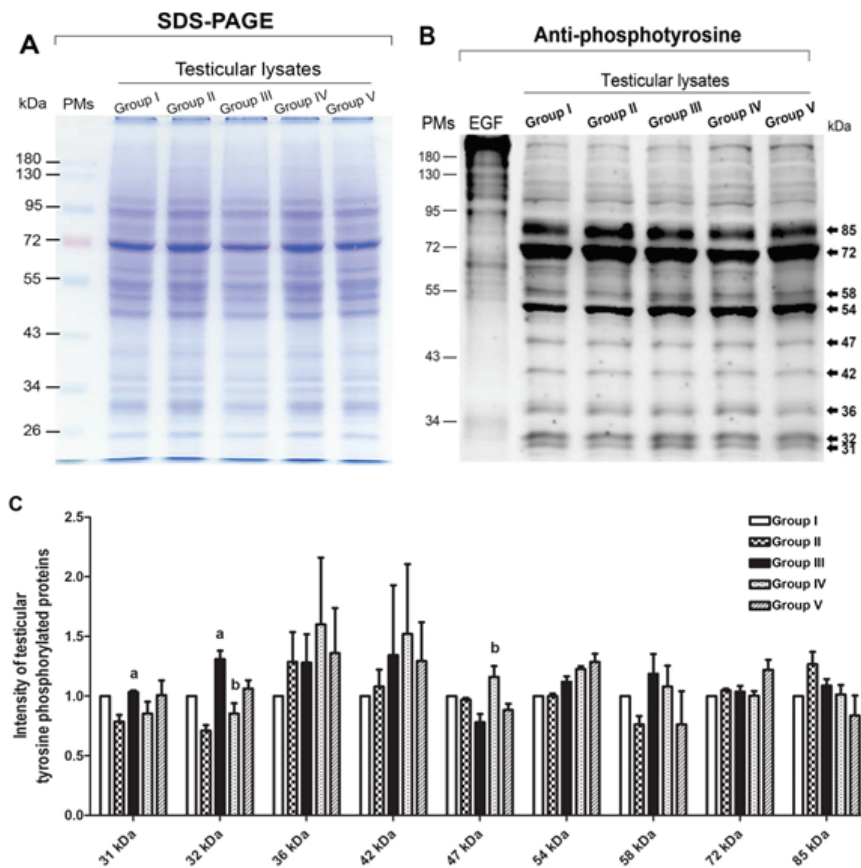 A
SDS-PAGE
Testicular lysates
kDa PMs Group I Group II Group III Group IV Group V
180
130
95
72
55
43
34
26
B
Anti-phosphotyrosine
Testicular lysates
PMs EGF Group I Group II Group III Group IV Group V kDa
180
130
95
72
55
43
34
85
72
58
54
47
42
36
32
31
C
Intensity of testicular
tyrosine phosphorylated proteins
2.5
2.0
1.5
1.0
0.5
0.0
a
a
b
b
Group I
Group II
Group III
Group IV
Group V
31 kDa 32 kDa 36 kDa 42 kDa 47 kDa 54 kDa 58 kDa 72 kDa 85 kDa